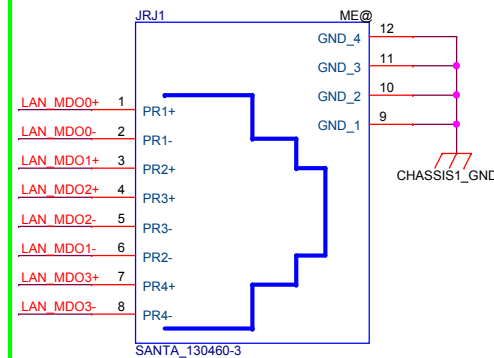 JRJ1 ME@
LAN_MDO0+ 1 PR1+
LAN_MDO0- 2 PR1-
LAN_MDO1+ 3 PR2+
LAN_MDO2+ 4 PR3+
LAN_MDO2- 5 PR3-
LAN_MDO1- 6 PR2-
LAN_MDO3+ 7 PR4+
LAN_MDO3- 8 PR4-
GND_4 12
GND_3 11
GND_2 10
GND_1 9
CHASSIS1_GND
SANTA_130460-3